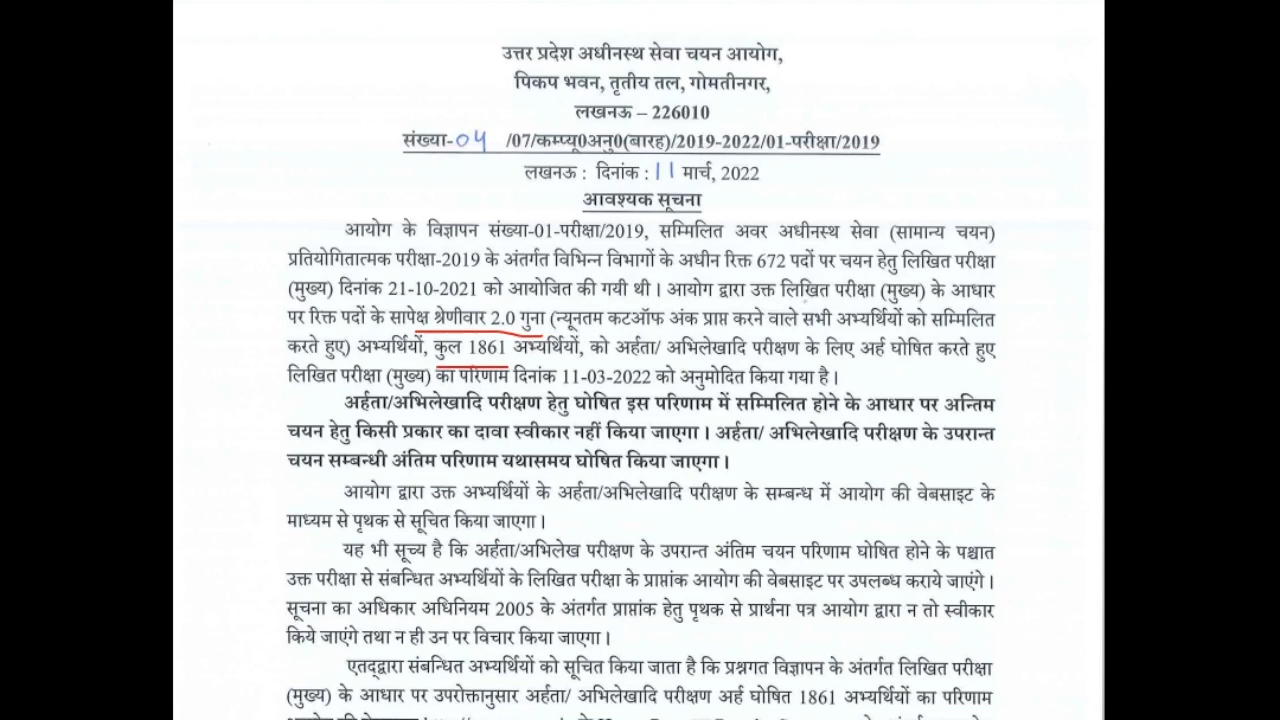 उत्तर प्रदेश अधीनस्थ सेवा चयन आयोग,
पिकप भवन, तृतीय तल, गोमतीनगर,
लखनऊ – 226010
संख्या-04 /07/कम्प्यू0अनु0(बारह)/2019-2022/01-परीक्षा/2019
लखनऊ : दिनांक : 11 मार्च, 2022
आवश्यक सूचना
आयोग के विज्ञापन संख्या-01-परीक्षा/2019, सम्मिलित अवर अधीनस्थ सेवा (सामान्य चयन)
प्रतियोगितात्मक परीक्षा-2019 के अंतर्गत विभिन्न विभागों के अधीन रिक्त 672 पदों पर चयन हेतु लिखित परीक्षा
(मुख्य) दिनांक 21-10-2021 को आयोजित की गयी थी। आयोग द्वारा उक्त लिखित परीक्षा (मुख्य) के आधार
पर रिक्त पदों के सापेक्ष श्रेणीवार 2.0 गुना (न्यूनतम कटऑफ अंक प्राप्त करने वाले सभी अभ्यर्थियों को सम्मिलित
करते हुए) अभ्यर्थियों, कुल 1861 अभ्यर्थियों, को अर्हता/ अभिलेखादि परीक्षण के लिए अर्ह घोषित करते हुए
लिखित परीक्षा (मुख्य) का परिणाम दिनांक 11-03-2022 को अनुमोदित किया गया है।
अर्हता/अभिलेखादि परीक्षण हेतु घोषित इस परिणाम में सम्मिलित होने के आधार पर अन्तिम
चयन हेतु किसी प्रकार का दावा स्वीकार नहीं किया जाएगा। अर्हता/ अभिलेखादि परीक्षण के उपरान्त
चयन सम्बन्धी अंतिम परिणाम यथासमय घोषित किया जाएगा।
आयोग द्वारा उक्त अभ्यर्थियों के अर्हता/अभिलेखादि परीक्षण के सम्बन्ध में आयोग की वेबसाइट के
माध्यम से पृथक से सूचित किया जाएगा।
यह भी सूच्य है कि अर्हता/अभिलेख परीक्षण के उपरान्त अंतिम चयन परिणाम घोषित होने के पश्चात
उक्त परीक्षा से संबन्धित अभ्यर्थियों के लिखित परीक्षा के प्राप्तांक आयोग की वेबसाइट पर उपलब्ध कराये जाएंगे।
सूचना का अधिकार अधिनियम 2005 के अंतर्गत प्राप्तांक हेतु पृथक से प्रार्थना पत्र आयोग द्वारा न तो स्वीकार
किये जाएंगे तथा न ही उन पर विचार किया जाएगा।
एतद्द्वारा संबन्धित अभ्यर्थियों को सूचित किया जाता है कि प्रश्नगत विज्ञापन के अंतर्गत लिखित परीक्षा
(मुख्य) के आधार पर उपरोक्तानुसार अर्हता/ अभिलेखादि परीक्षण अर्ह घोषित 1861 अभ्यर्थियों का परिणाम